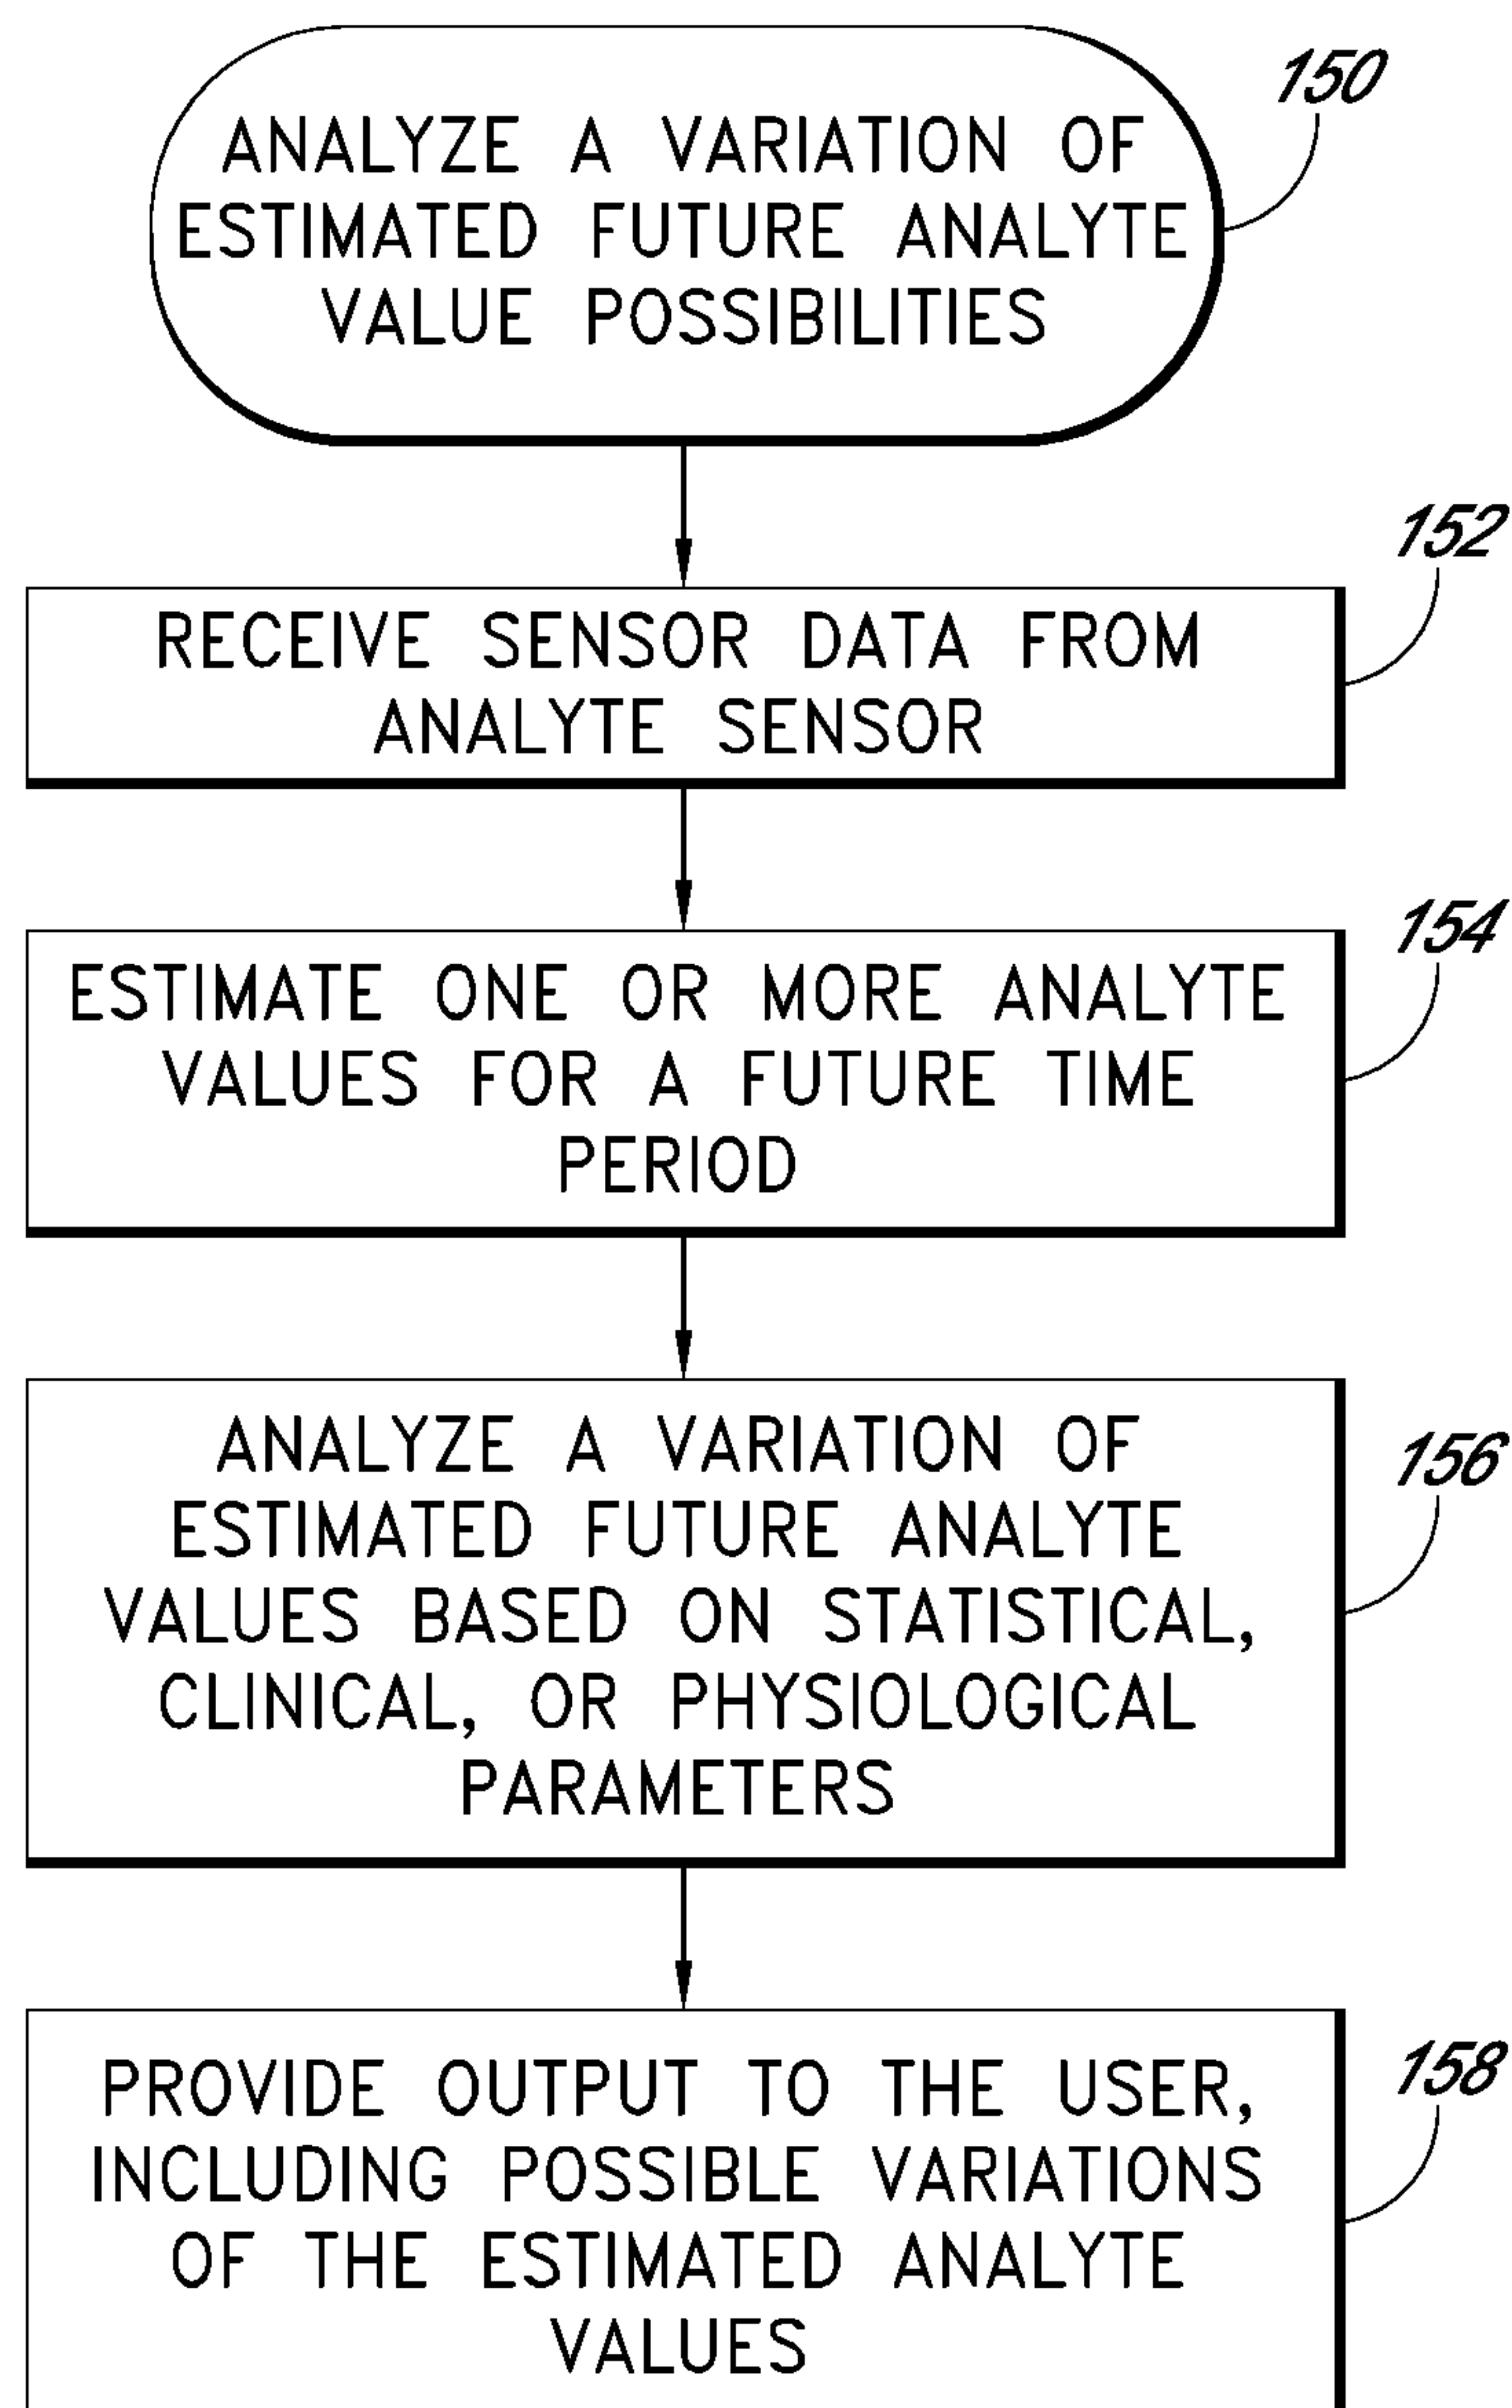 150
ANALYZE A VARIATION OF
ESTIMATED FUTURE ANALYTE
VALUE POSSIBILITIES
152
RECEIVE SENSOR DATA FROM
ANALYTE SENSOR
154
ESTIMATE ONE OR MORE ANALYTE
VALUES FOR A FUTURE TIME
PERIOD
156
ANALYZE A VARIATION OF
ESTIMATED FUTURE ANALYTE
VALUES BASED ON STATISTICAL,
CLINICAL, OR PHYSIOLOGICAL
PARAMETERS
158
PROVIDE OUTPUT TO THE USER,
INCLUDING POSSIBLE VARIATIONS
OF THE ESTIMATED ANALYTE
VALUES